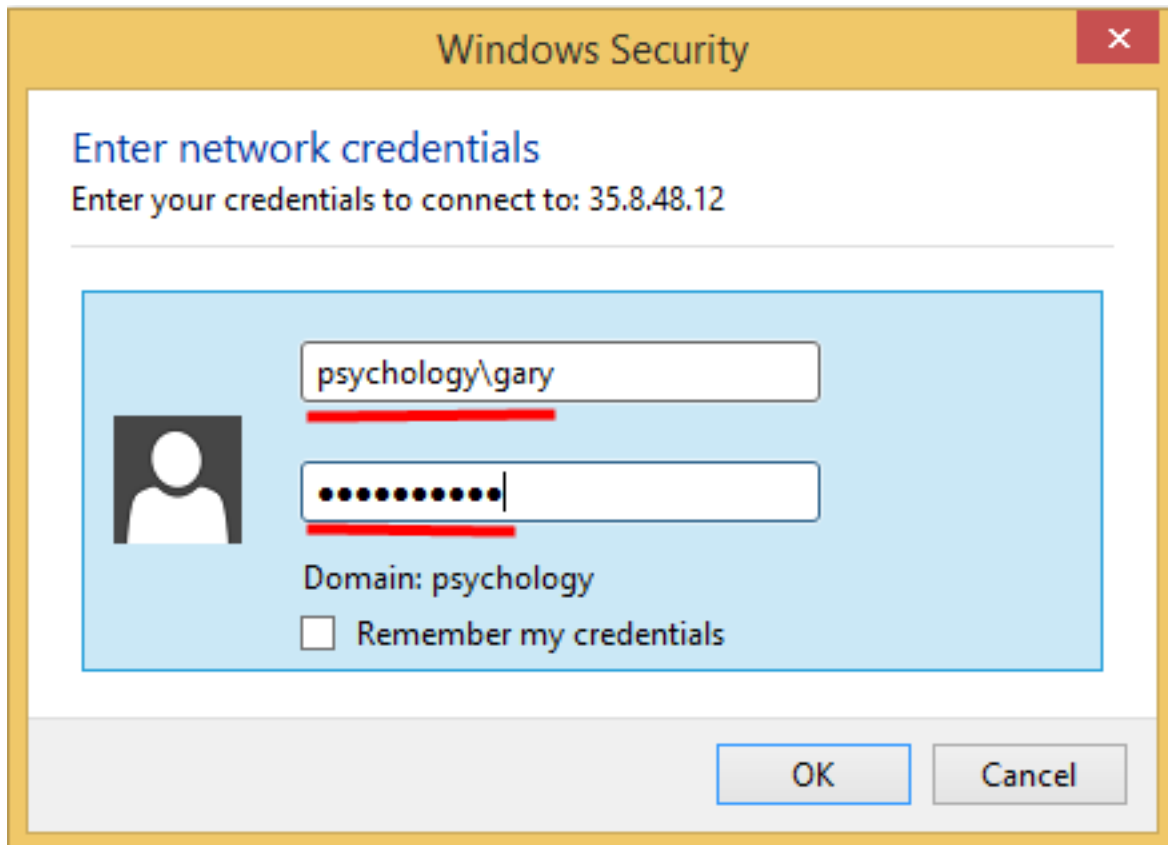 Windows Security
Enter network credentials
Enter your credentials to connect to: 35.8.48.12
psychology\gary
●●●●●●●●●●
Domain: psychology
Remember my credentials
OK
Cancel